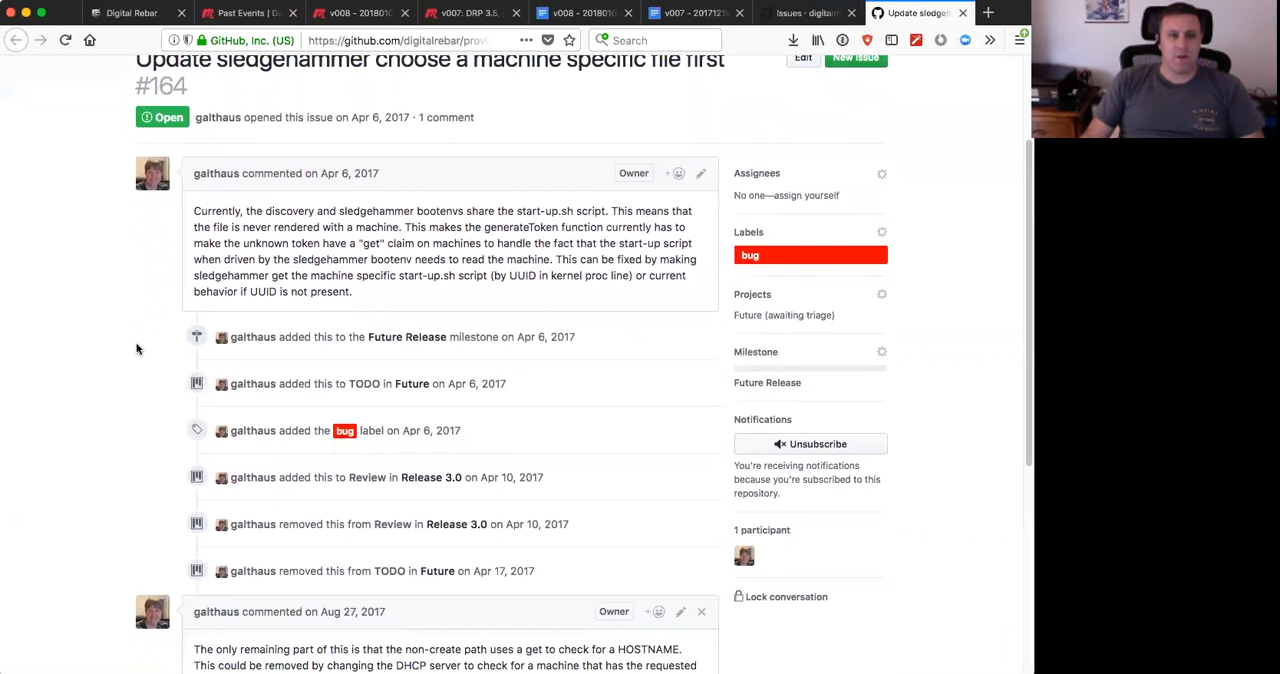 Digital Rebar
Past Events | D
v008 - 2018010
v007: DRP 3.5,
v008 - 2018010
v007 - 2017121
Issues · digitalre
Update sledgeh
GitHub, Inc. (US)
https://github.com/digitalrebar/provi
Search
Update sledgehammer choose a machine specific file first
#164
Edit
New issue
Open
galthaus opened this issue on Apr 6, 2017 · 1 comment
galthaus commented on Apr 6, 2017
Owner
Currently, the discovery and sledgehammer bootenvs share the start-up.sh script. This means that
the file is never rendered with a machine. This makes the generateToken function currently has to
make the unknown token have a "get" claim on machines to handle the fact that the start-up script
when driven by the sledgehammer bootenv needs to read the machine. This can be fixed by making
sledgehammer get the machine specific start-up.sh script (by UUID in kernel proc line) or current
behavior if UUID is not present.
galthaus added this to the Future Release milestone on Apr 6, 2017
galthaus added this to TODO in Future on Apr 6, 2017
galthaus added the bug label on Apr 6, 2017
galthaus added this to Review in Release 3.0 on Apr 10, 2017
galthaus removed this from Review in Release 3.0 on Apr 10, 2017
galthaus removed this from TODO in Future on Apr 17, 2017
galthaus commented on Aug 27, 2017
Owner
The only remaining part of this is that the non-create path uses a get to check for a HOSTNAME.
This could be removed by changing the DHCP server to check for a machine that has the requested
Assignees
No one—assign yourself
Labels
bug
Projects
Future (awaiting triage)
Milestone
Future Release
Notifications
Unsubscribe
You're receiving notifications
because you're subscribed to this
repository.
1 participant
Lock conversation